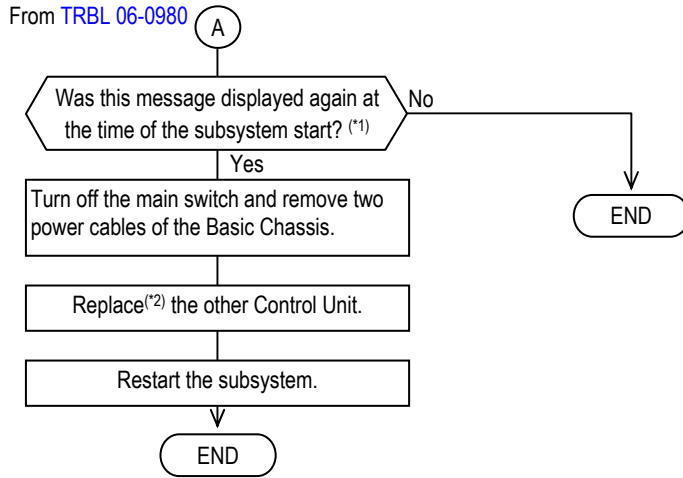 From TRBL 06-0980
A
Was this message displayed again at
the time of the subsystem start? (*1)
No
Yes
Turn off the main switch and remove two
power cables of the Basic Chassis.
END
Replace(*2) the other Control Unit.
Restart the subsystem.
END